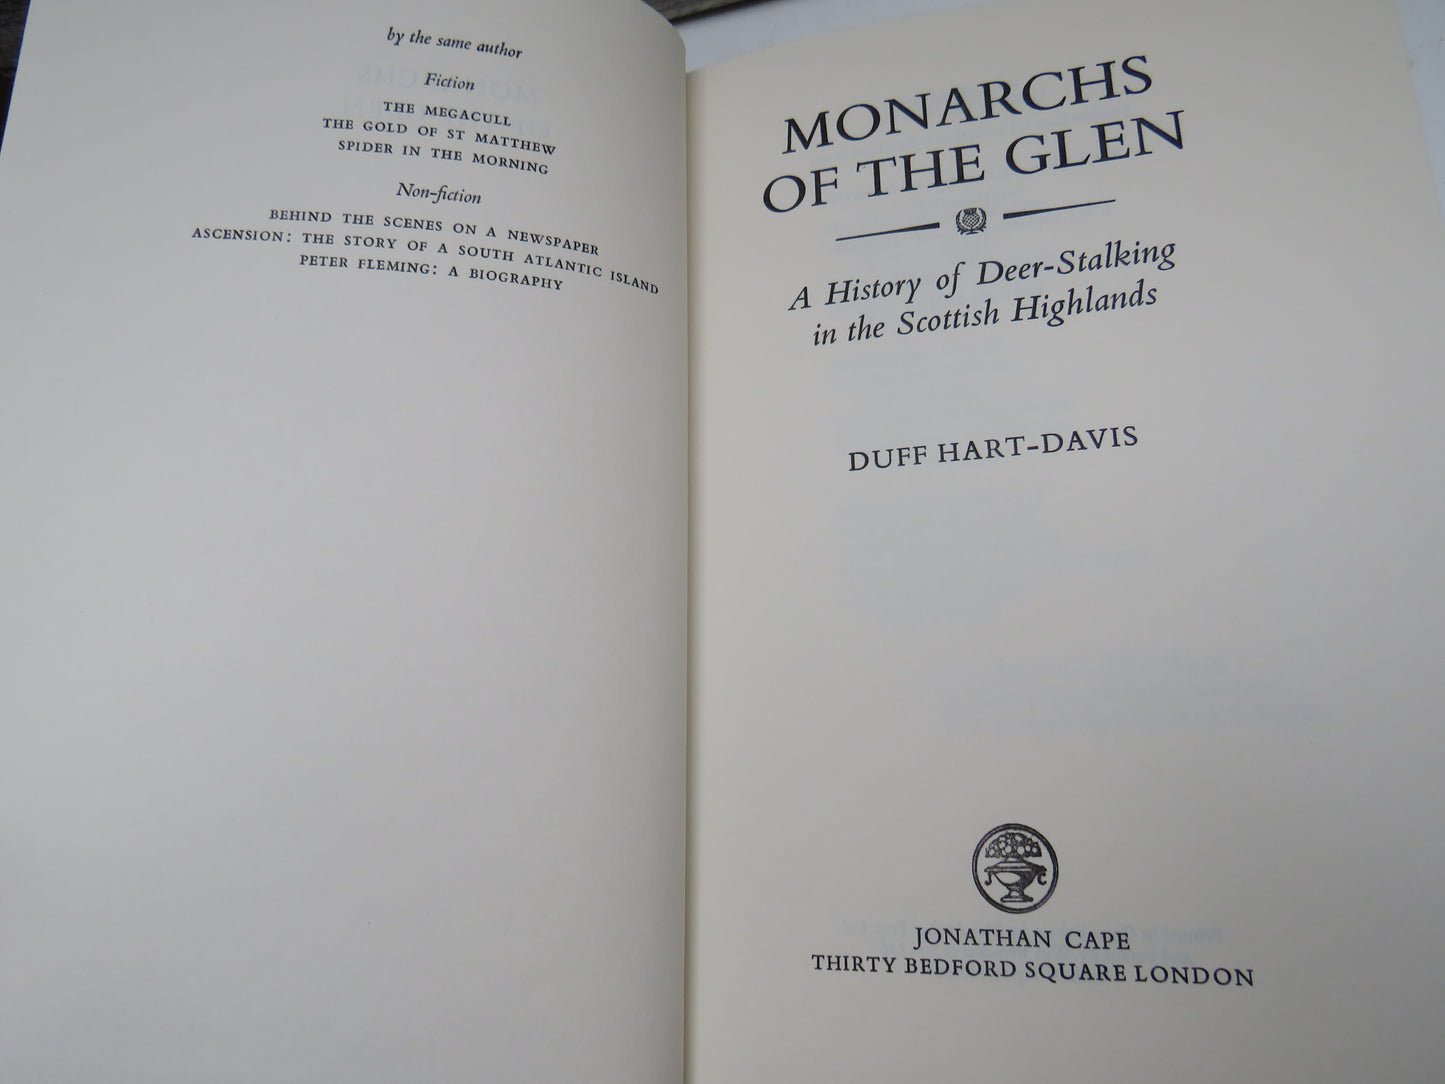 by the same author
Fiction
THE MEGACULL
THE GOLD OF ST MATTHEW
SPIDER IN THE MORNING
Non-fiction
BEHIND THE SCENES ON A NEWSPAPER
ASCENSION: THE STORY OF A SOUTH ATLANTIC ISLAND
PETER FLEMING: A BIOGRAPHY
MONARCHS
OF THE GLEN
A History of Deer-Stalking
in the Scottish Highlands
DUFF HART-DAVIS
J C
JONATHAN CAPE
THIRTY BEDFORD SQUARE LONDON